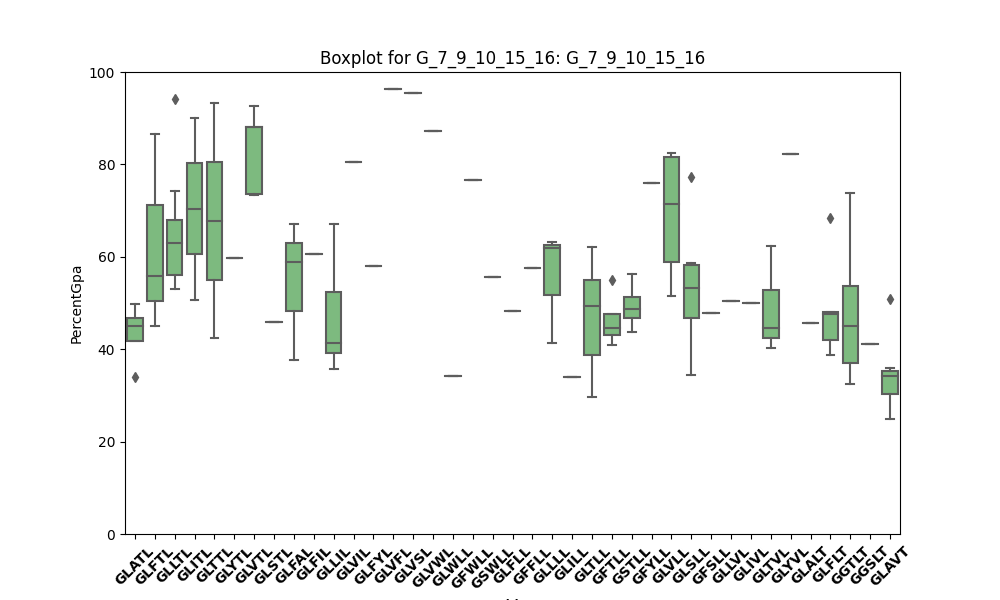 Boxplot for G_7_9_10_15_16: G_7_9_10_15_16
PercentGpa
100
80
60
40
20
0
GLATL
GLFTL
GLLTL
GLITL
GLTTL
GLYTL
GLVTL
GLSTL
GLFAL
GLFIL
GLLIL
GLVIL
GLFYL
GLVFL
GLVSL
GLVWL
GLWLL
GFWLL
GSWLL
GLFLL
GFFLL
GLLLL
GLILL
GLTLL
GFTLL
GSTLL
GFYLL
GLVLL
GLSLL
GFSLL
GLLVL
GLIVL
GLTVL
GLYVL
GLALT
GLFLT
GGTLT
GGSLT
GLAVT